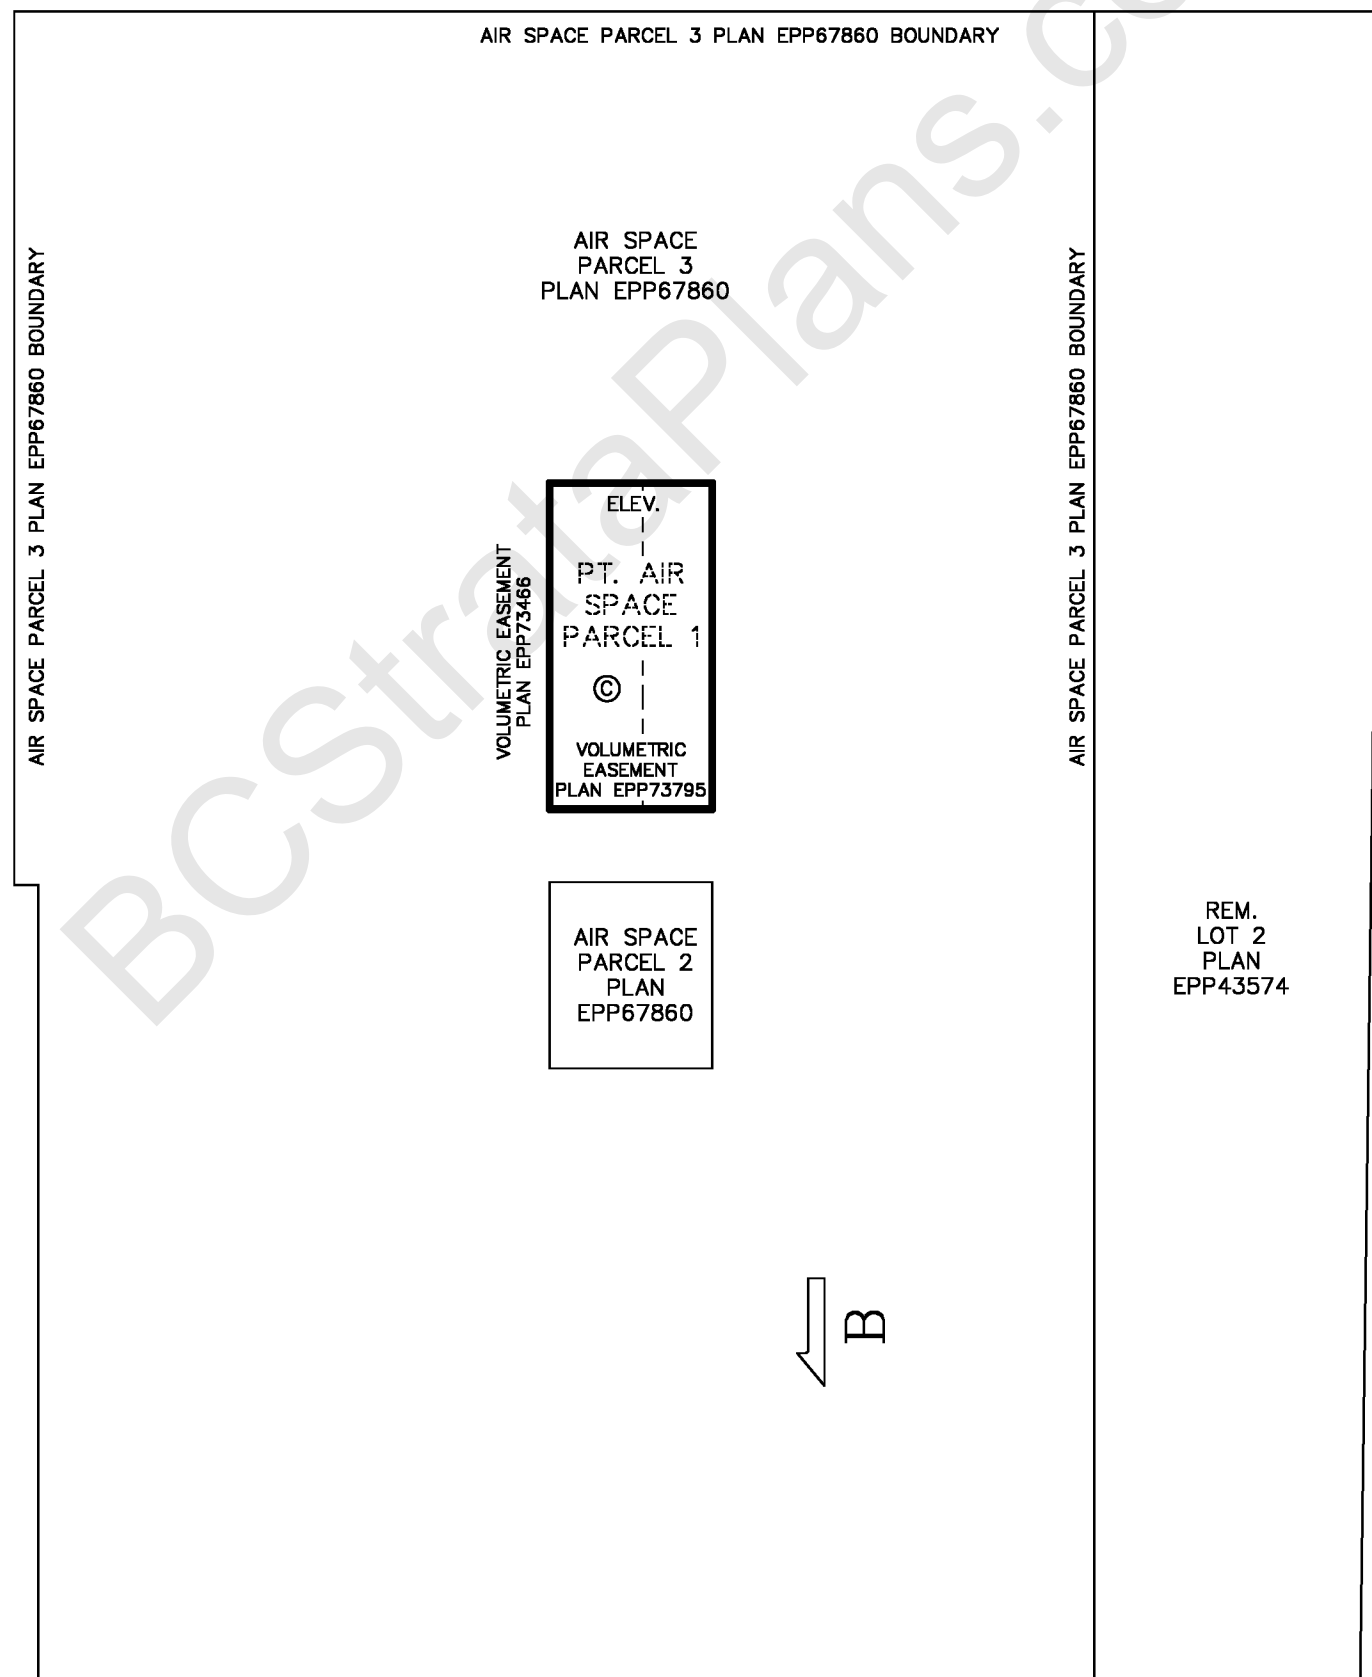 AIR SPACE PARCEL 3 PLAN EPP67860 BOUNDARY
AIR SPACE
PARCEL 3
PLAN EPP67860
AIR SPACE PARCEL 3 PLAN EPP67860 BOUNDARY
AIR SPACE PARCEL 3 PLAN EPP67860 BOUNDARY
VOLUMETRIC EASEMENT
PLAN EPP73466
ELEV.
PT. AIR
SPACE
PARCEL 1
©
VOLUMETRIC
EASEMENT
PLAN EPP73795
AIR SPACE
PARCEL 2
PLAN
EPP67860
REM.
LOT 2
PLAN
EPP43574
B
BCStrataPlans.co